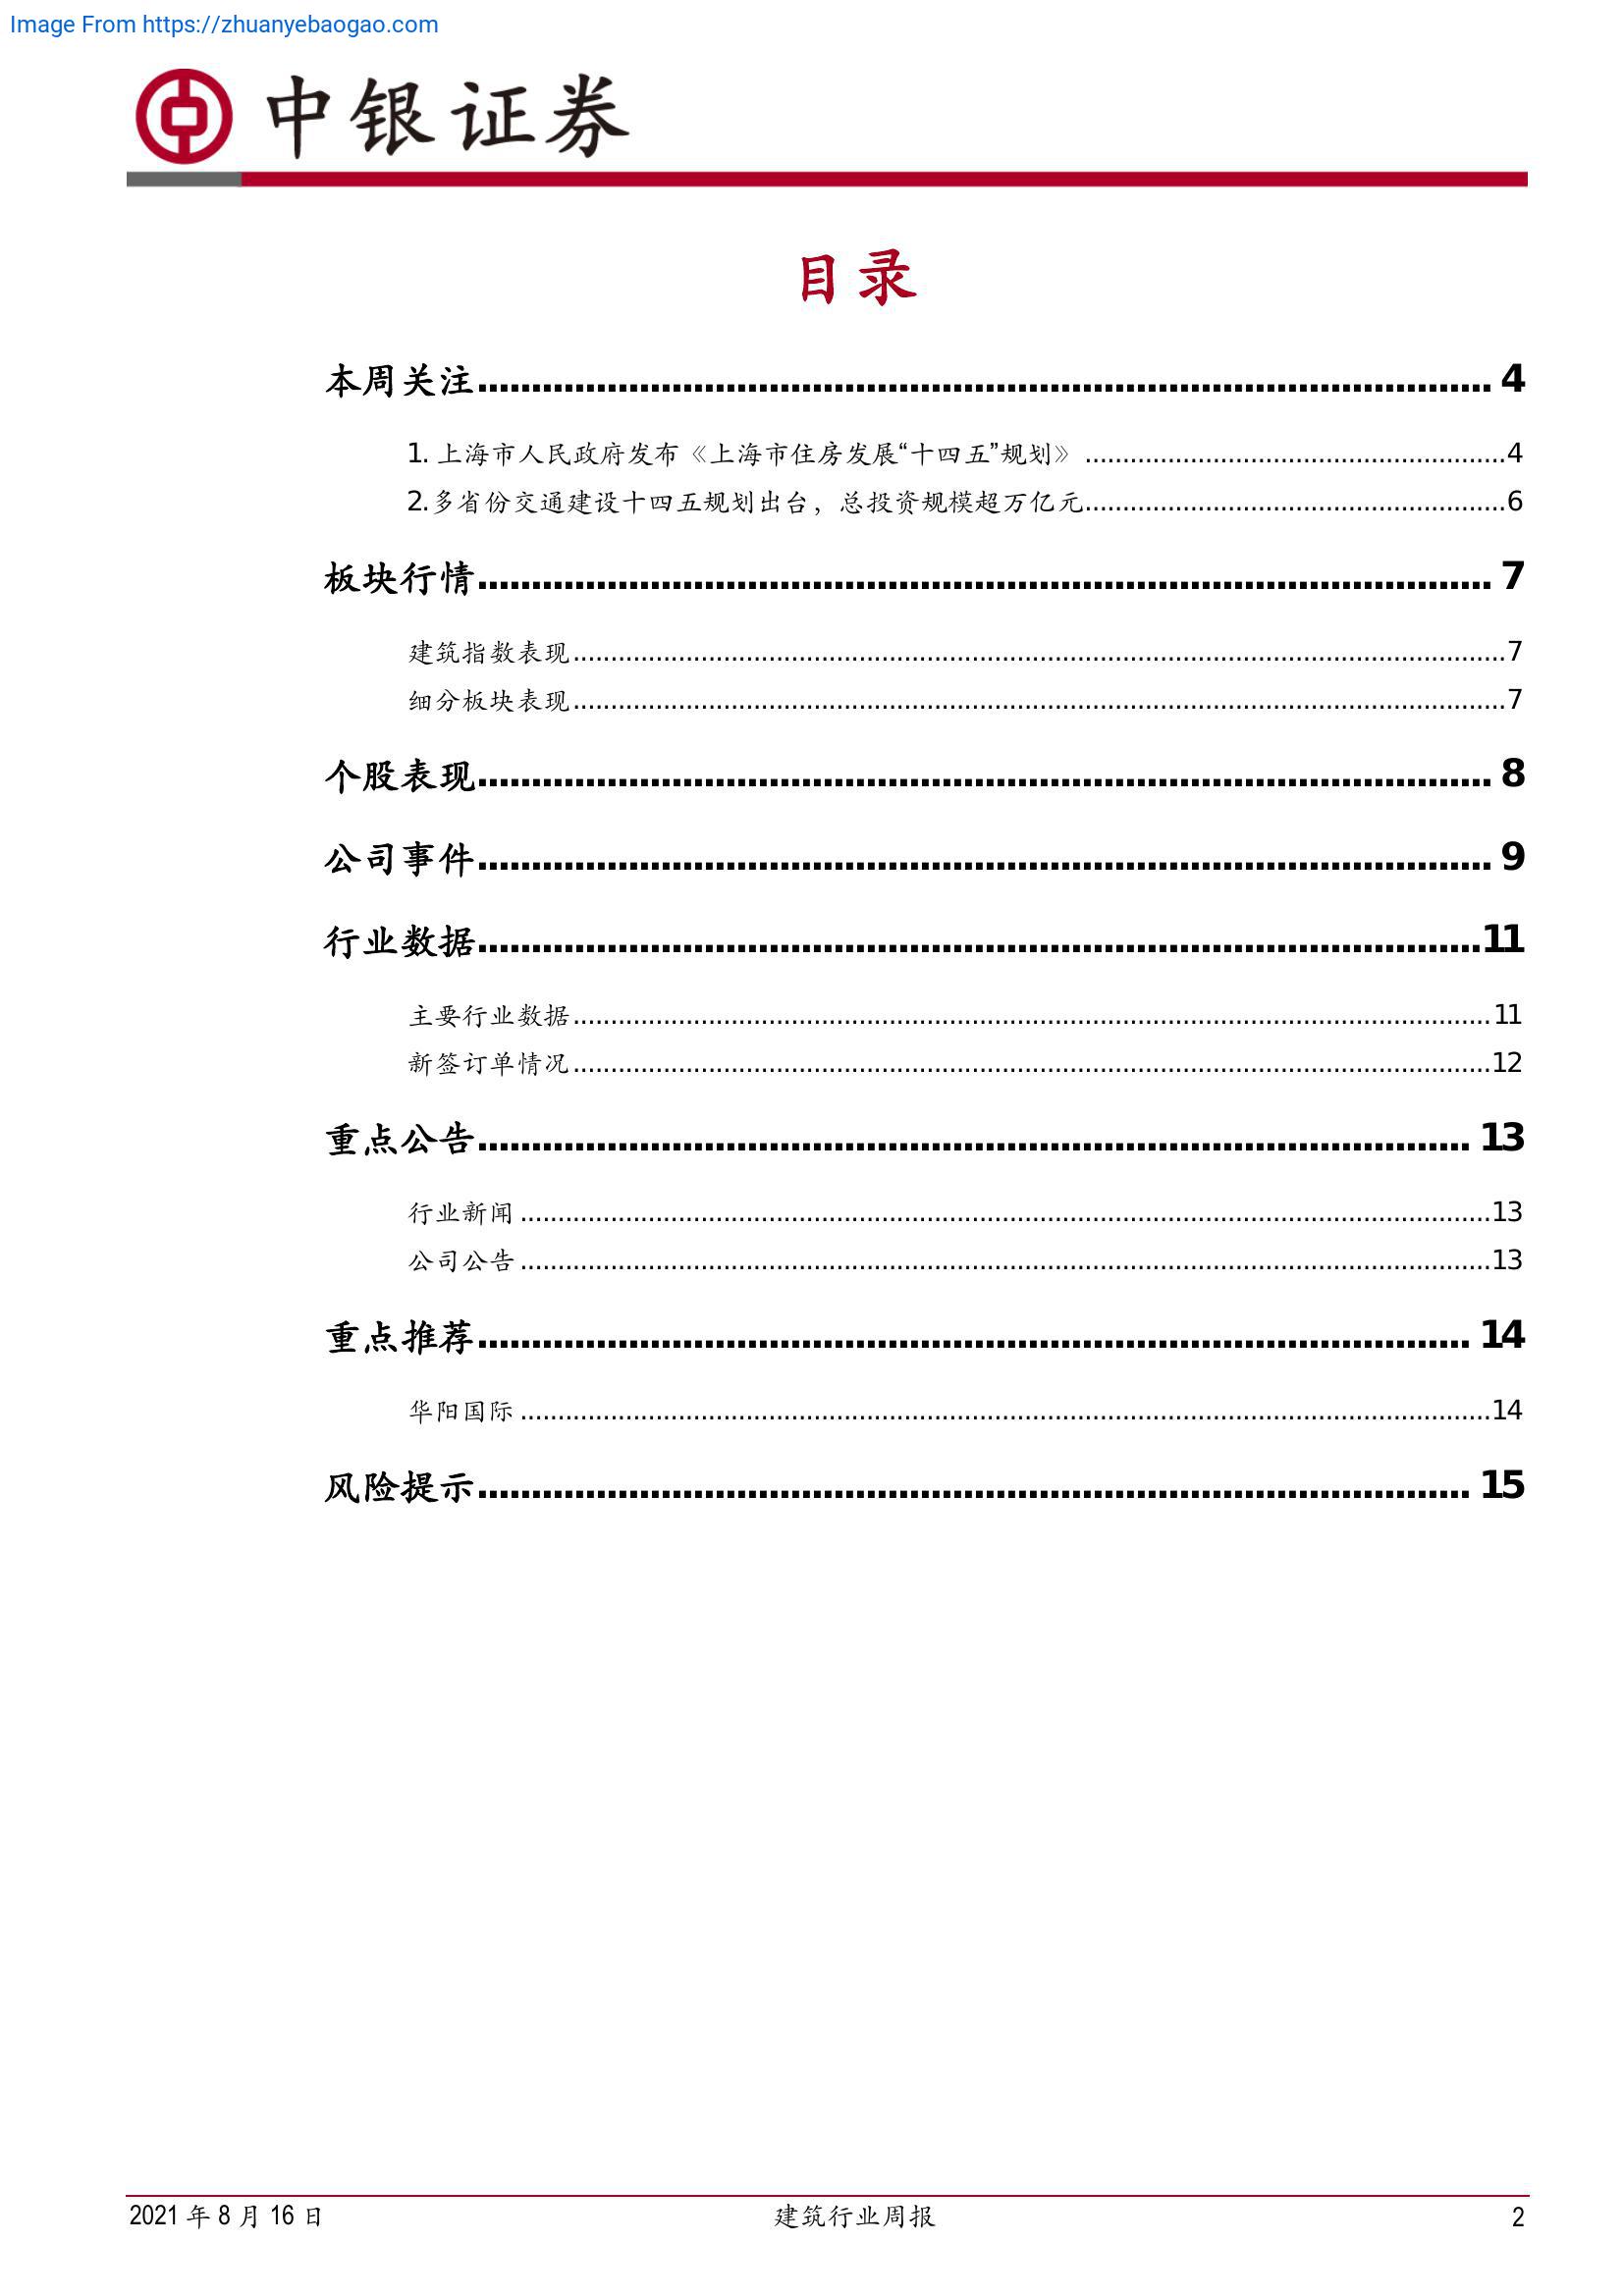 Image From https://zhuanyebaogao.com
中银证券
目录
本周关注 4
1. 上海市人民政府发布《上海市住房发展“十四五”规划》 4
2.多省份交通建设十四五规划出台，总投资规模超万亿元 6
板块行情 7
建筑指数表现 7
细分板块表现 7
个股表现 8
公司事件 9
行业数据 11
主要行业数据 11
新签订单情况 12
重点公告 13
行业新闻 13
公司公告 13
重点推荐 14
华阳国际 14
风险提示 15
2021 年 8 月 16 日 建筑行业周报 2